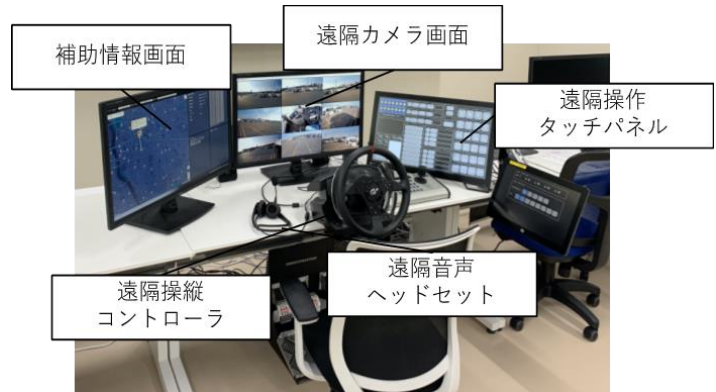 遠隔カメラ画面
補助情報画面
遠隔操作
タッチパネル
遠隔操縦
コントローラ
遠隔音声
ヘッドセット